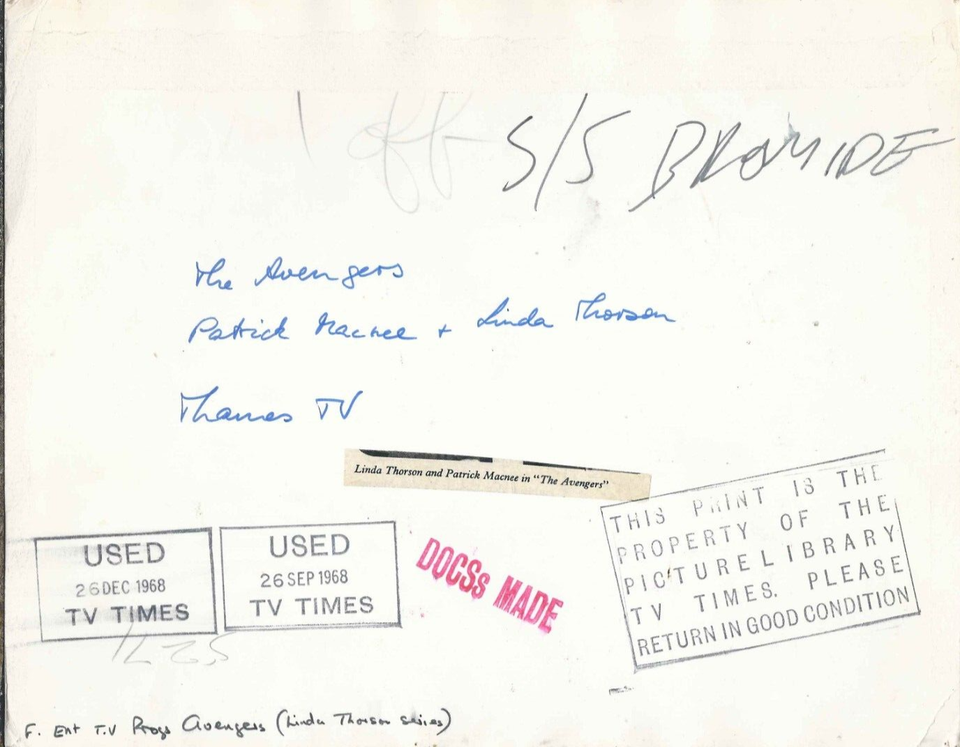 1 off S/S BROMIDE
The Avengers
Patrick Macnee + Linda Thorson
Thames TV
Linda Thorson and Patrick Macnee in "The Avengers"
THIS PRINT IS THE
PROPERTY OF THE
PICTURE LIBRARY
TV TIMES. PLEASE
RETURN IN GOOD CONDITION
USED
26 DEC 1968
TV TIMES
USED
26 SEP 1968
TV TIMES
DOCSs MADE
F. Ent T.V Progs Avengers (Linda Thorson series)